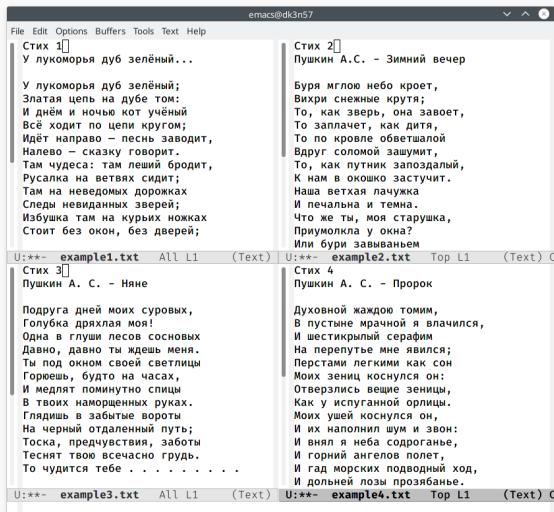 emacs@dk3n57
File Edit Options Buffers Tools Text Help
Стих 1
У лукоморья дуб зелёный...
У лукоморья дуб зелёный;
Златая цепь на дубе том:
И днём и ночью кот учёный
Всё ходит по цепи кругом;
Идёт направо — песнь заводит,
Налево — сказку говорит.
Там чудеса: там леший бродит,
Русалка на ветвях сидит;
Там на неведомых дорожках
Следы невиданных зверей;
Избушка там на курьих ножках
Стоит без окон, без дверей;
U:**- example1.txt All L1 (Text)
Стих 2
Пушкин А.С. - Зимний вечер
Буря мглою небо кроет,
Вихри снежные крутя;
То, как зверь, она завоет,
То заплачет, как дитя,
То по кровле обветшалой
Вдруг соломой зашумит,
То, как путник запоздалый,
К нам в окошко застучит.
Наша ветхая лачужка
И печальна и темна.
Что же ты, моя старушка,
Приумолкла у окна?
Или бури завываньем
U:**- example2.txt Top L1 (Text) C
Стих 3
Пушкин А. С. - Няне
Подруга дней моих суровых,
Голубка дряхлая моя!
Одна в глуши лесов сосновых
Давно, давно ты ждешь меня.
Ты под окном своей светлицы
Горюешь, будто на часах,
И медлят поминутно спицы
В твоих наморщенных руках.
Глядишь в забытые вороты
На черный отдаленный путь;
Тоска, предчувствия, заботы
Теснят твою всечасно грудь.
То чудится тебе . . . . . . . . .
U:**- example3.txt All L1 (Text)
Стих 4
Пушкин А. С. - Пророк
Духовной жаждою томим,
В пустыне мрачной я влачился,
И шестикрылый серафим
На перепутье мне явился;
Перстами легкими как сон
Моих зениц коснулся он:
Отверзлись вещие зеницы,
Как у испуганной орлицы.
Моих ушей коснулся он,
И их наполнил шум и звон:
И внял я неба содроганье,
И горний ангелов полет,
И гад морских подводный ход,
И дольней лозы прозябанье.
U:**- example4.txt Top L1 (Text) C